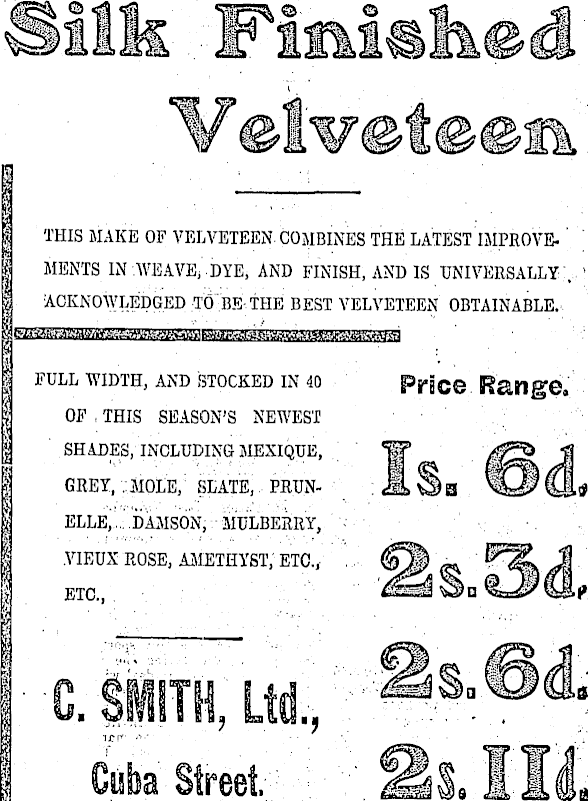 Silk Finished
Velveteen
THIS MAKE OF VELVETEEN COMBINES THE LATEST IMPROVE-
MENTS IN WEAVE, DYE, AND FINISH, AND IS UNIVERSALLY
ACKNOWLEDGED TO BE THE BEST VELVETEEN OBTAINABLE.
FULL WIDTH, AND STOCKED IN 40
OF THIS SEASON'S NEWEST
SHADES, INCLUDING MEXIQUE,
GREY, MOLE, SLATE, PRUN-
ELLE, DAMSON, MULBERRY,
VIEUX ROSE, AMETHYST, ETC.,
ETC.,
Price Range.
1s. 6d,
2s. 3d,
2s. 6d.
2s. 11d.
C. SMITH, Ltd.,
Cuba Street.